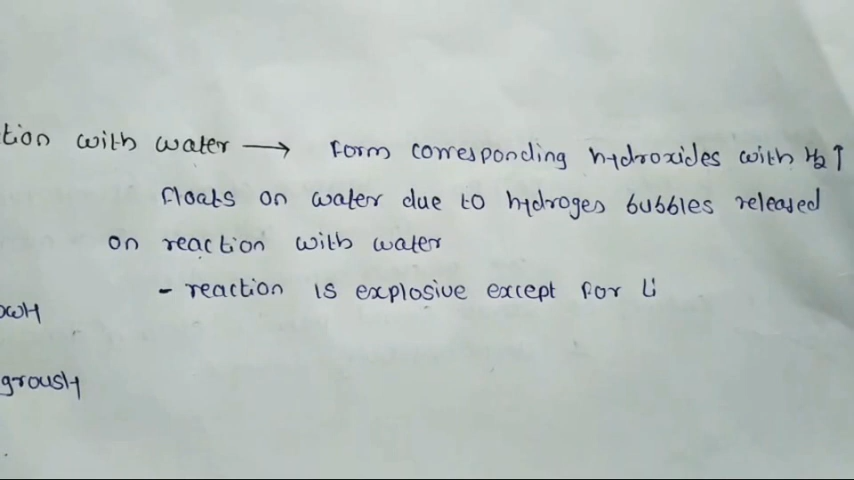 tion with water → form corresponding hydroxides with H2↑
floats on water due to hydroges bubbles released
on reaction with water
- reaction is explosive except for Li
owly
grously